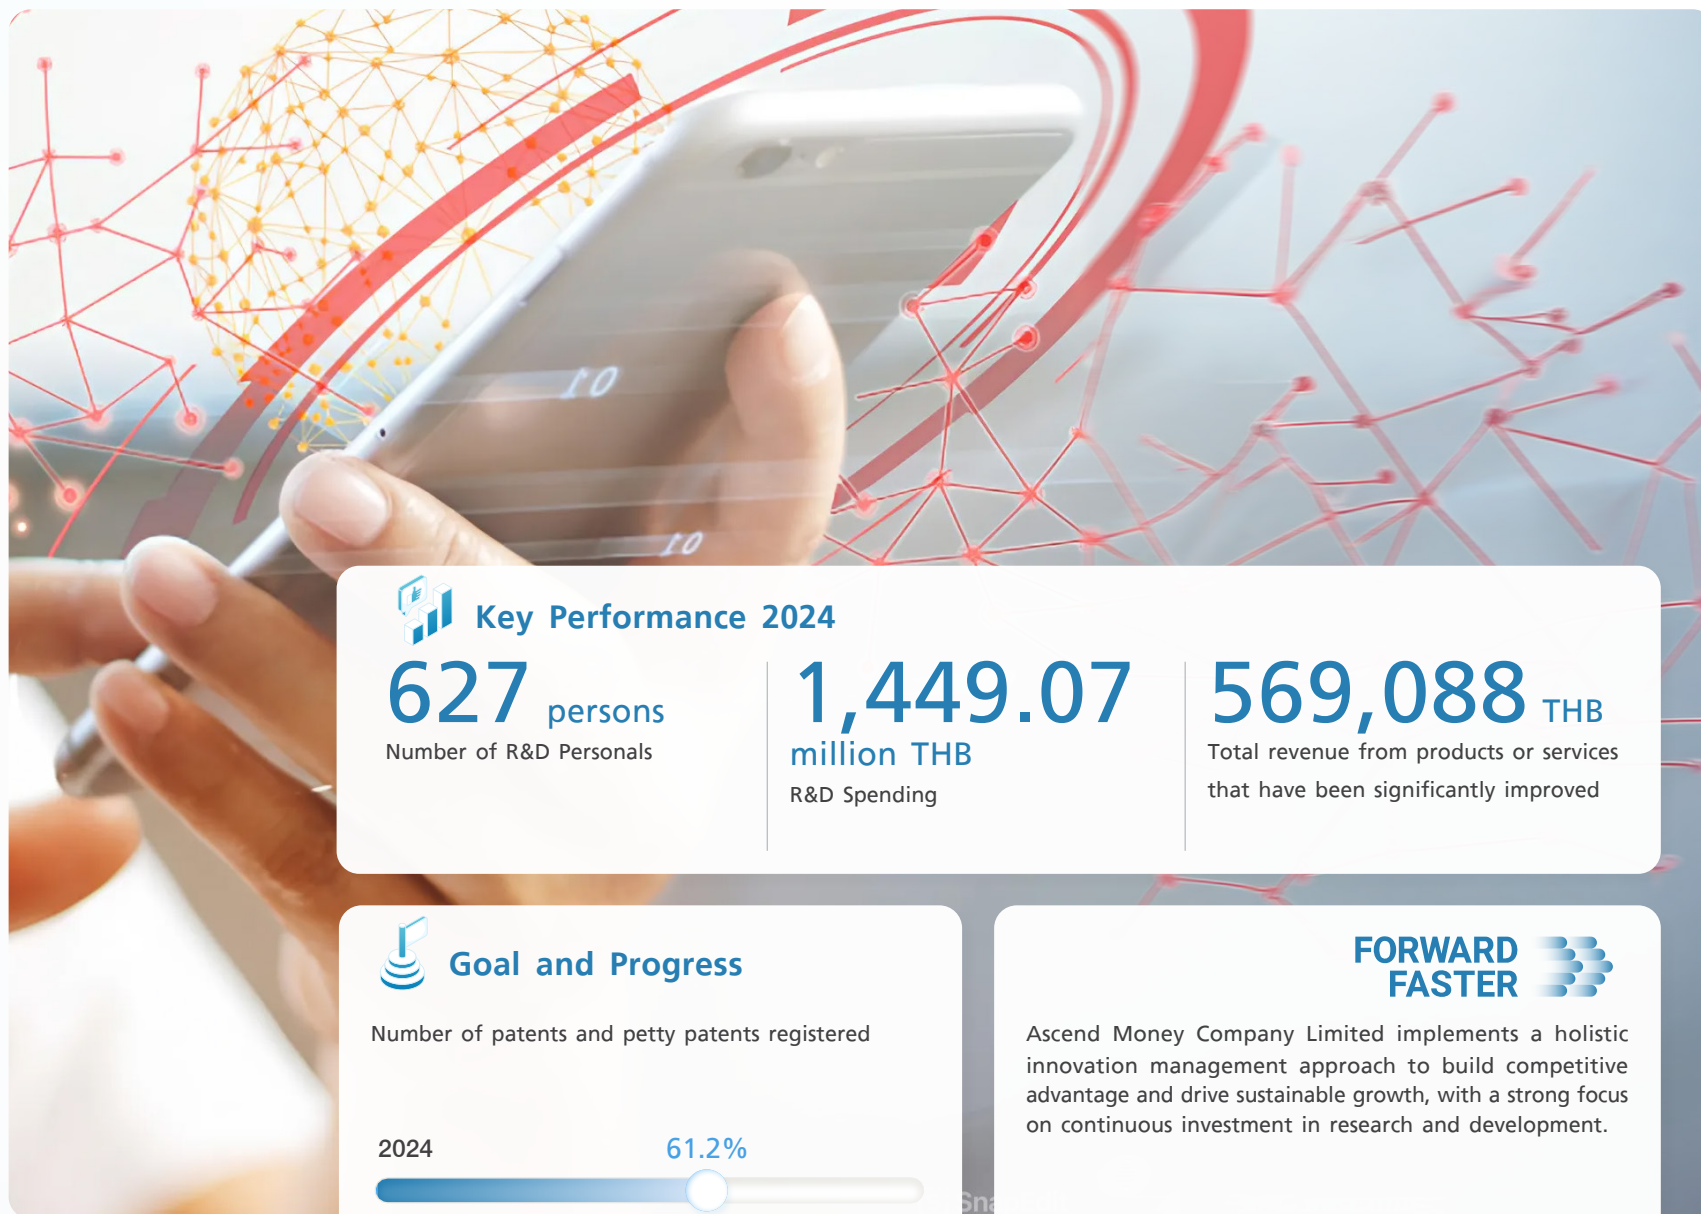 10
10
Key Performance 2024
627 persons
Number of R&D Personals
1,449.07
million THB
R&D Spending
569,088 THB
Total revenue from products or services
that have been significantly improved
Goal and Progress
Number of patents and petty patents registered
2024
61.2%
FORWARD
FASTER
Ascend Money Company Limited implements a holistic
innovation management approach to build competitive
advantage and drive sustainable growth, with a strong focus
on continuous investment in research and development.